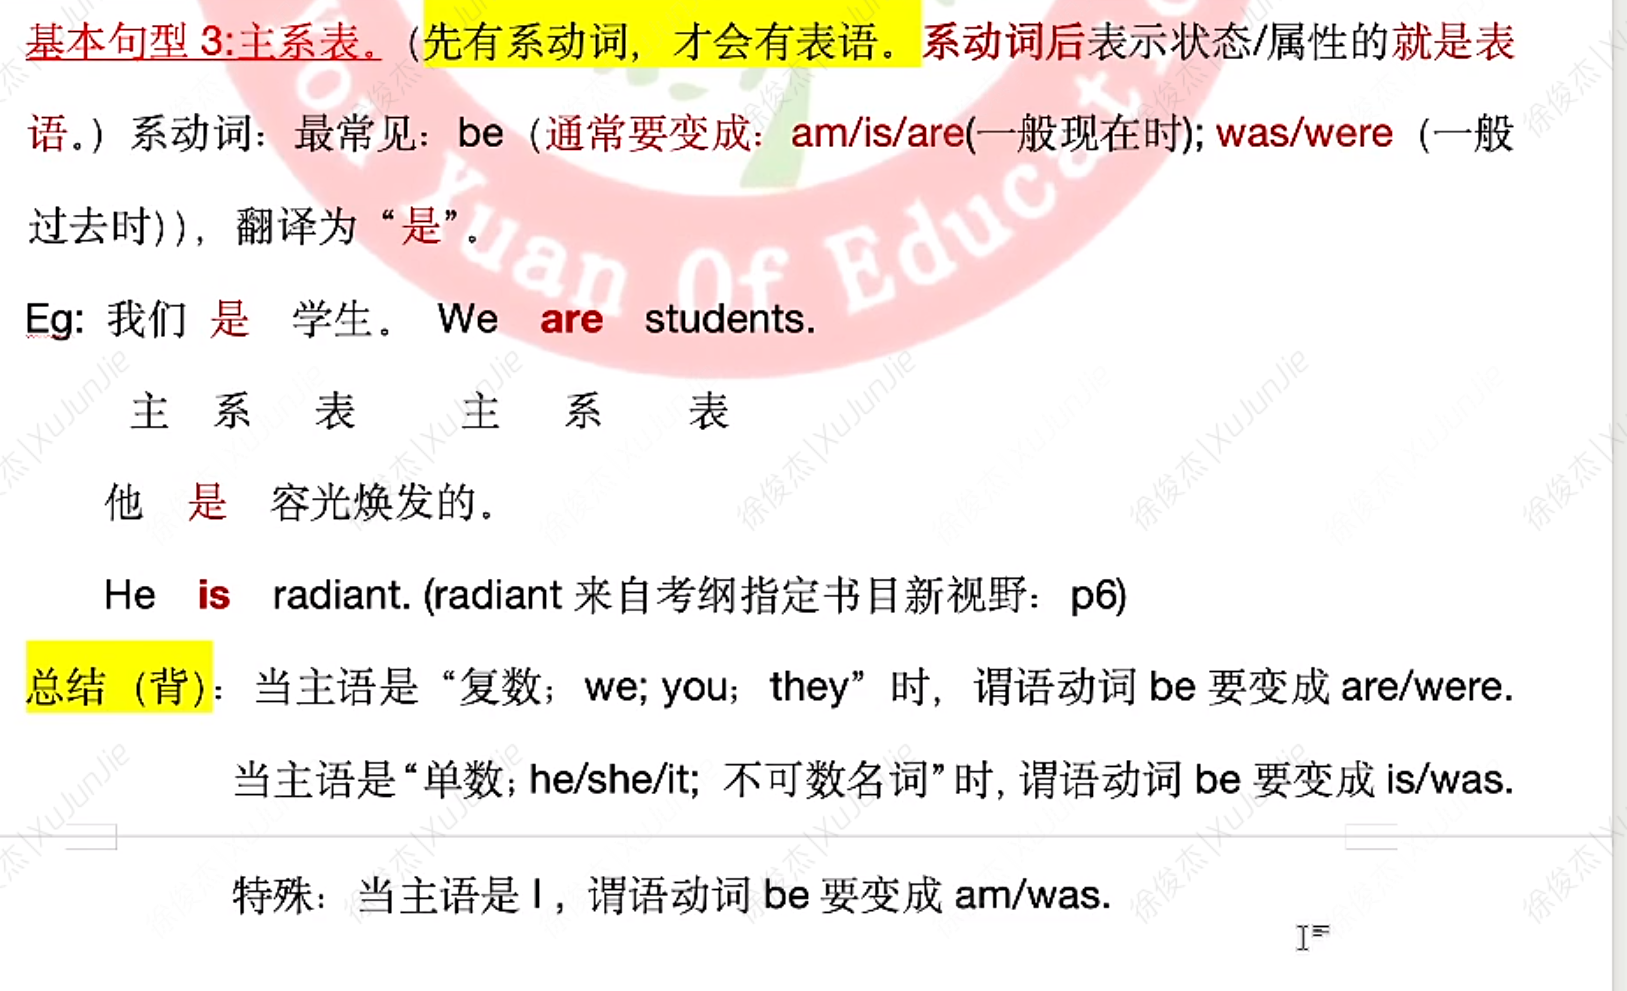 基本句型 3:主系表。（先有系动词，才会有表语。系动词后表示状态/属性的就是表
语。）系动词：最常见：be（通常要变成：am/is/are(一般现在时); was/were（一般
过去时)），翻译为“是”。
Eg: 我们 是 学生。 We are students.
主 系 表 主 系 表
他 是 容光焕发的。
He is radiant. (radiant 来自考纲指定书目新视野：p6)
总结（背）：当主语是“复数；we; you；they”时，谓语动词 be 要变成 are/were.
当主语是“单数；he/she/it; 不可数名词”时, 谓语动词 be 要变成 is/was.
特殊：当主语是 I ，谓语动词 be 要变成 am/was.
Yuan Of Educat
徐俊杰|XuJunJie